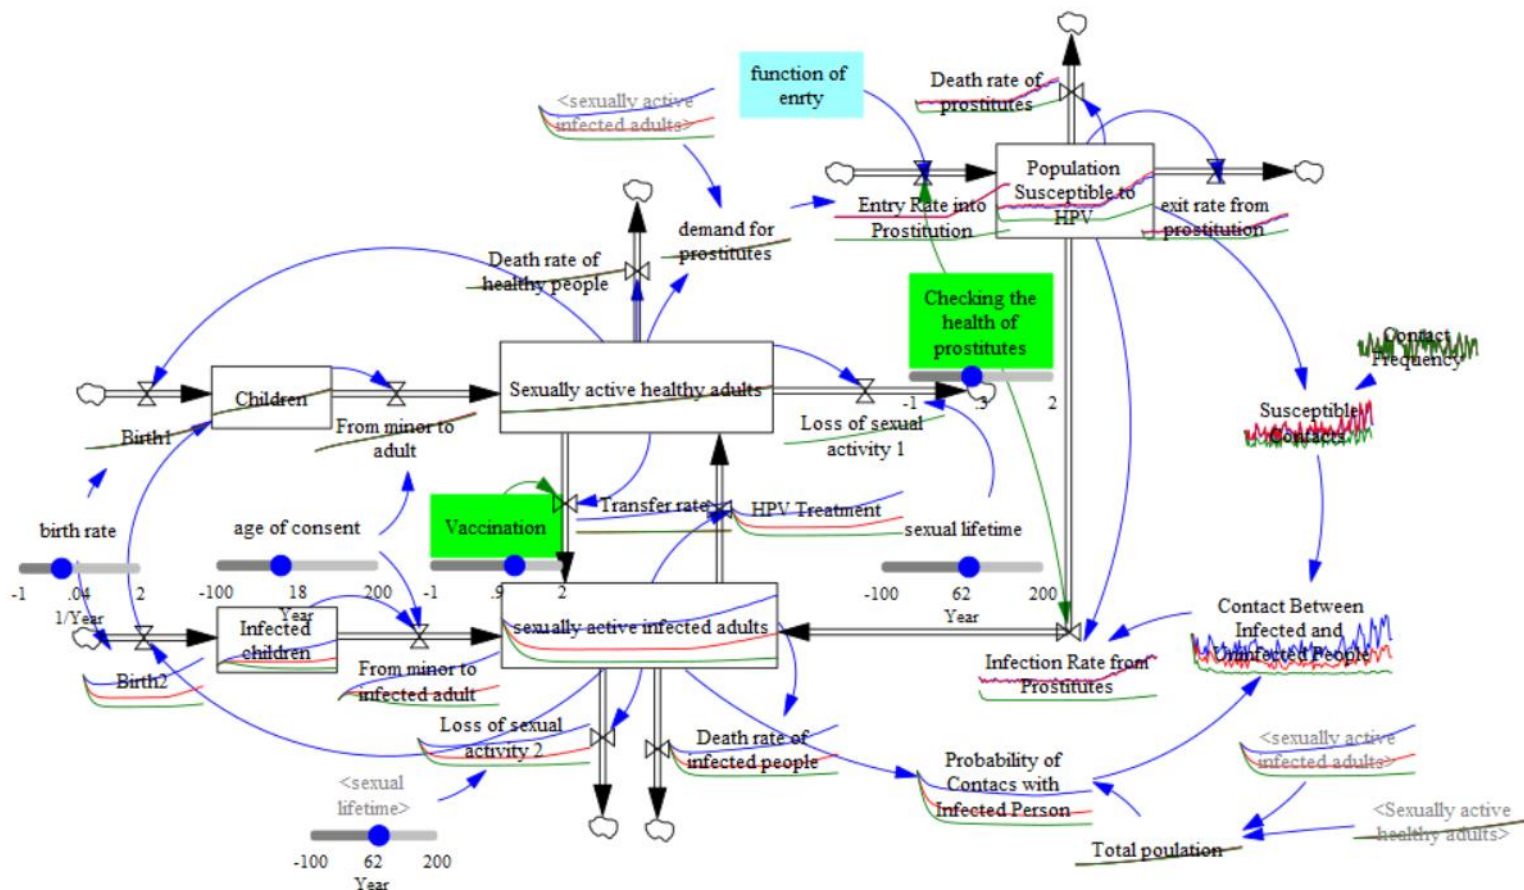 Death rate of
prostitutes
function of
enrty
<sexually active
infected adults>
Population
Susceptible to
HPV
Entry Rate into
Prostitution
exit rate from
prostitution
demand for
prostitutes
Death rate of
healthy people
Checking the
health of
prostitutes
-1
.3
2
Contact
Frequency
Children
Sexually active healthy adults
Birth1
From minor to
adult
Loss of sexual
activity 1
Susceptible
Contacts
Vaccination
-1
.9
2
Transfer rate
HPV Treatment
birth rate
-1
.04
2
1/Year
age of consent
-100
18
200
Year
sexual lifetime
-100
62
200
Year
Infected
children
sexually active infected adults
Contact Between
Infected and
Uninfected People
Birth2
From minor to
infected adult
Infection Rate from
Prostitutes
Loss of sexual
activity 2
Death rate of
infected people
Probability of
Contacs with
Infected Person
<sexually active
infected adults>
<sexual
lifetime>
-100
62
200
Year
<Sexually active
healthy adults>
Total poulation